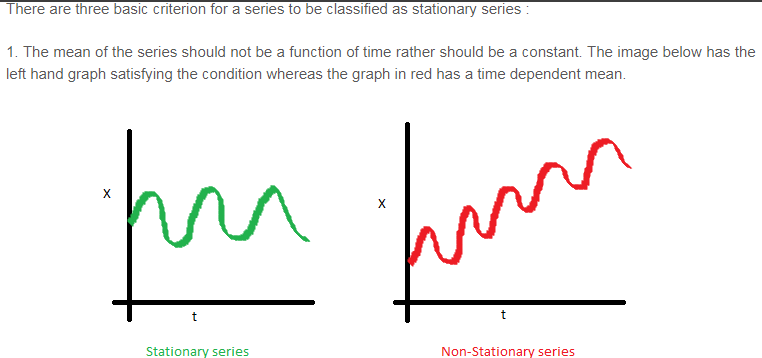 There are three basic criterion for a series to be classified as stationary series :
1. The mean of the series should not be a function of time rather should be a constant. The image below has the
left hand graph satisfying the condition whereas the graph in red has a time dependent mean.
X
X
t
t
Stationary series
Non-Stationary series